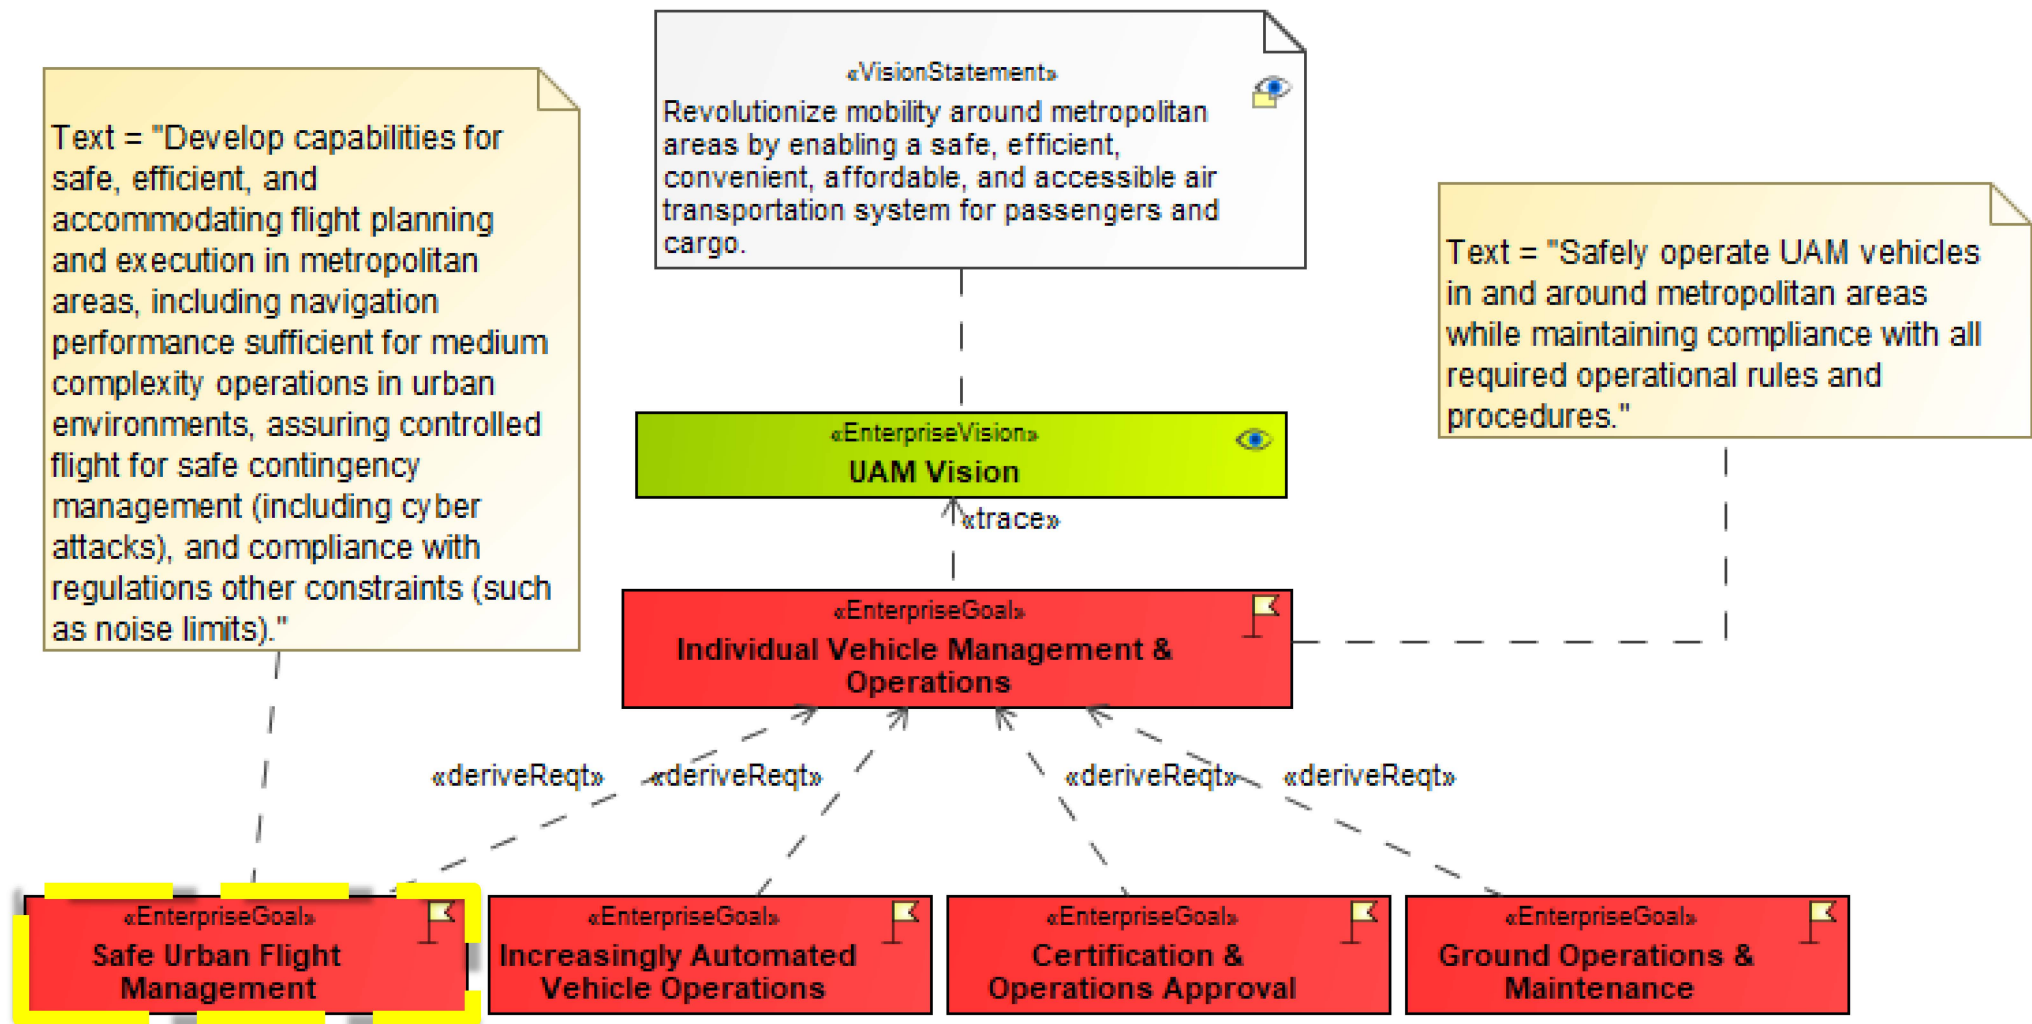 «VisionStatement»
Revolutionize mobility around metropolitan
areas by enabling a safe, efficient,
convenient, affordable, and accessible air
transportation system for passengers and
cargo.
Text = "Develop capabilities for
safe, efficient, and
accommodating flight planning
and execution in metropolitan
areas, including navigation
performance sufficient for medium
complexity operations in urban
environments, assuring controlled
flight for safe contingency
management (including cyber
attacks), and compliance with
regulations other constraints (such
as noise limits)."
Text = "Safely operate UAM vehicles
in and around metropolitan areas
while maintaining compliance with all
required operational rules and
procedures."
«EnterpriseVision»
UAM Vision
«trace»
«EnterpriseGoal»
Individual Vehicle Management &
Operations
«deriveReqt»
«deriveReqt»
«deriveReqt»
«deriveReqt»
«EnterpriseGoal»
Safe Urban Flight
Management
«EnterpriseGoal»
Increasingly Automated
Vehicle Operations
«EnterpriseGoal»
Certification &
Operations Approval
«EnterpriseGoal»
Ground Operations &
Maintenance